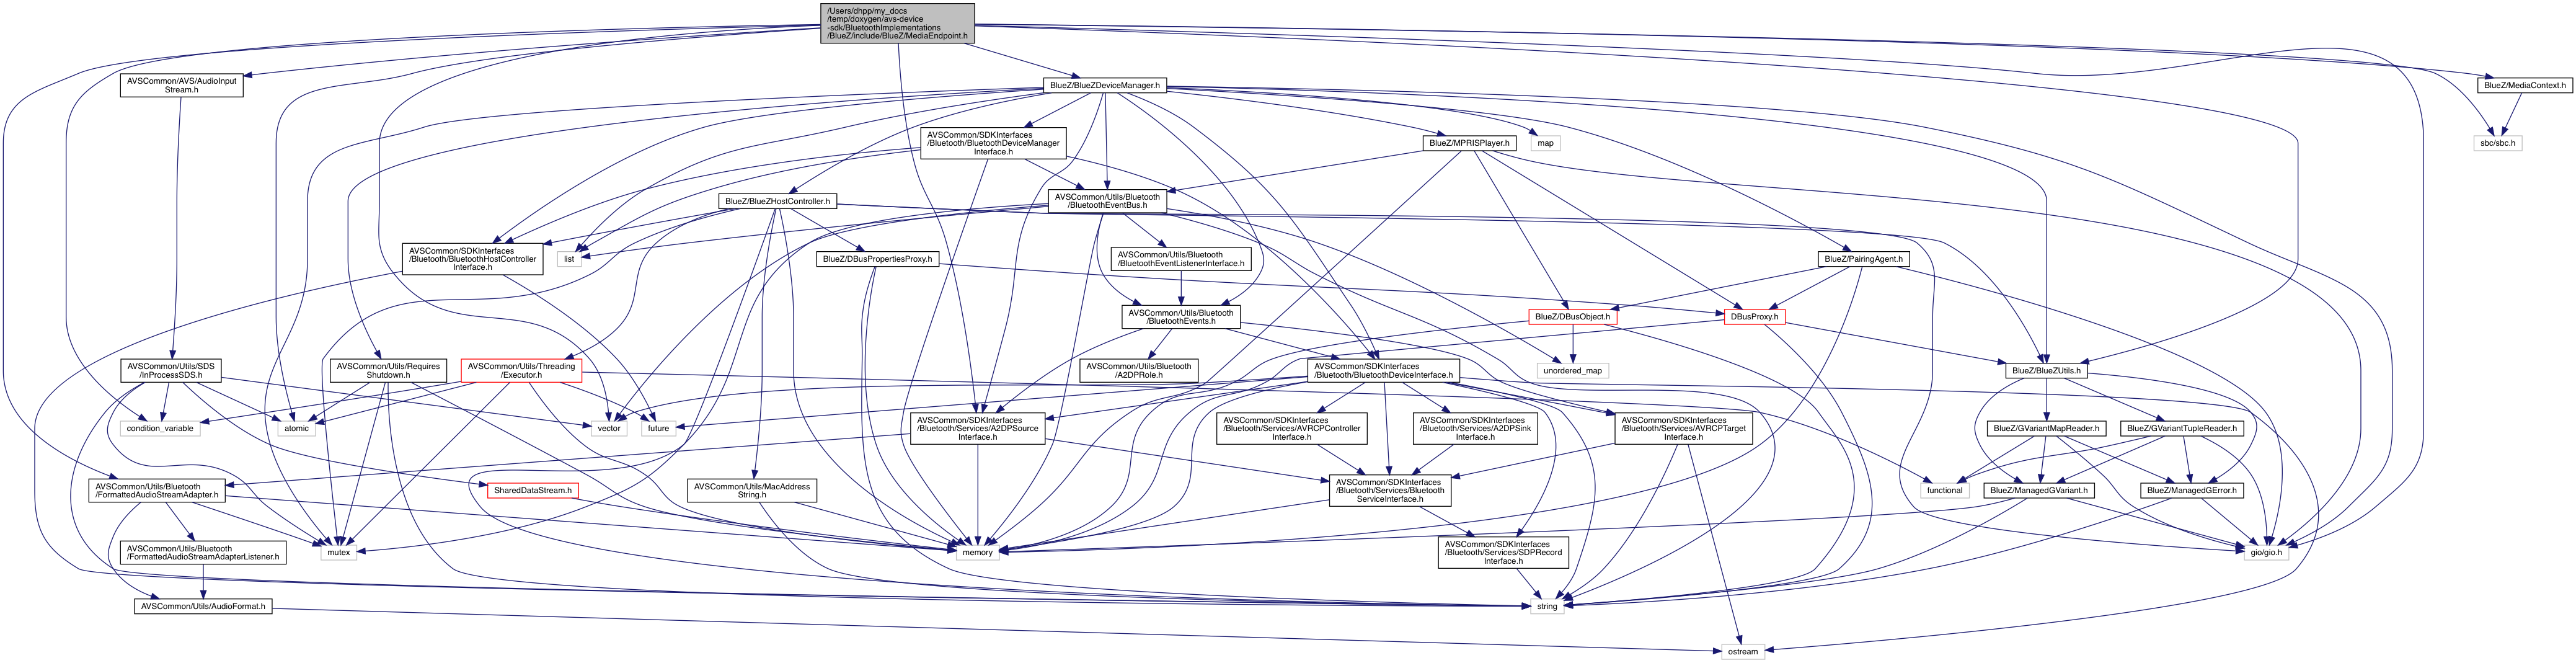 /Users/dhpp/my_docs
/temp/doxygen/avs-device
-sdk/BluetoothImplementations
/BlueZ/include/BlueZ/MediaEndpoint.h
AVSCommon/AVS/AudioInput
Stream.h
BlueZ/BlueZDeviceManager.h
BlueZ/MediaContext.h
AVSCommon/SDKInterfaces
/Bluetooth/BluetoothDeviceManager
Interface.h
BlueZ/MPRISPlayer.h
map
sbc/sbc.h
BlueZ/BlueZHostController.h
AVSCommon/Utils/Bluetooth
/BluetoothEventBus.h
AVSCommon/SDKInterfaces
/Bluetooth/BluetoothHostController
Interface.h
list
BlueZ/DBusPropertiesProxy.h
AVSCommon/Utils/Bluetooth
/BluetoothEventListenerInterface.h
BlueZ/PairingAgent.h
AVSCommon/Utils/Bluetooth
/BluetoothEvents.h
BlueZ/DBusObject.h
DBusProxy.h
AVSCommon/Utils/SDS
/InProcessSDS.h
AVSCommon/Utils/Requires
Shutdown.h
AVSCommon/Utils/Threading
/Executor.h
AVSCommon/Utils/Bluetooth
/A2DPRole.h
AVSCommon/SDKInterfaces
/Bluetooth/BluetoothDeviceInterface.h
unordered_map
BlueZ/BlueZUtils.h
condition_variable
atomic
vector
future
AVSCommon/SDKInterfaces
/Bluetooth/Services/A2DPSource
Interface.h
AVSCommon/SDKInterfaces
/Bluetooth/Services/AVRCPController
Interface.h
AVSCommon/SDKInterfaces
/Bluetooth/Services/A2DPSink
Interface.h
AVSCommon/SDKInterfaces
/Bluetooth/Services/AVRCPTarget
Interface.h
BlueZ/GVariantMapReader.h
BlueZ/GVariantTupleReader.h
AVSCommon/Utils/Bluetooth
/FormattedAudioStreamAdapter.h
SharedDataStream.h
AVSCommon/Utils/MacAddress
String.h
AVSCommon/SDKInterfaces
/Bluetooth/Services/Bluetooth
ServiceInterface.h
functional
BlueZ/ManagedGVariant.h
BlueZ/ManagedGError.h
AVSCommon/Utils/Bluetooth
/FormattedAudioStreamAdapterListener.h
mutex
memory
AVSCommon/SDKInterfaces
/Bluetooth/Services/SDPRecord
Interface.h
gio/gio.h
AVSCommon/Utils/AudioFormat.h
string
ostream